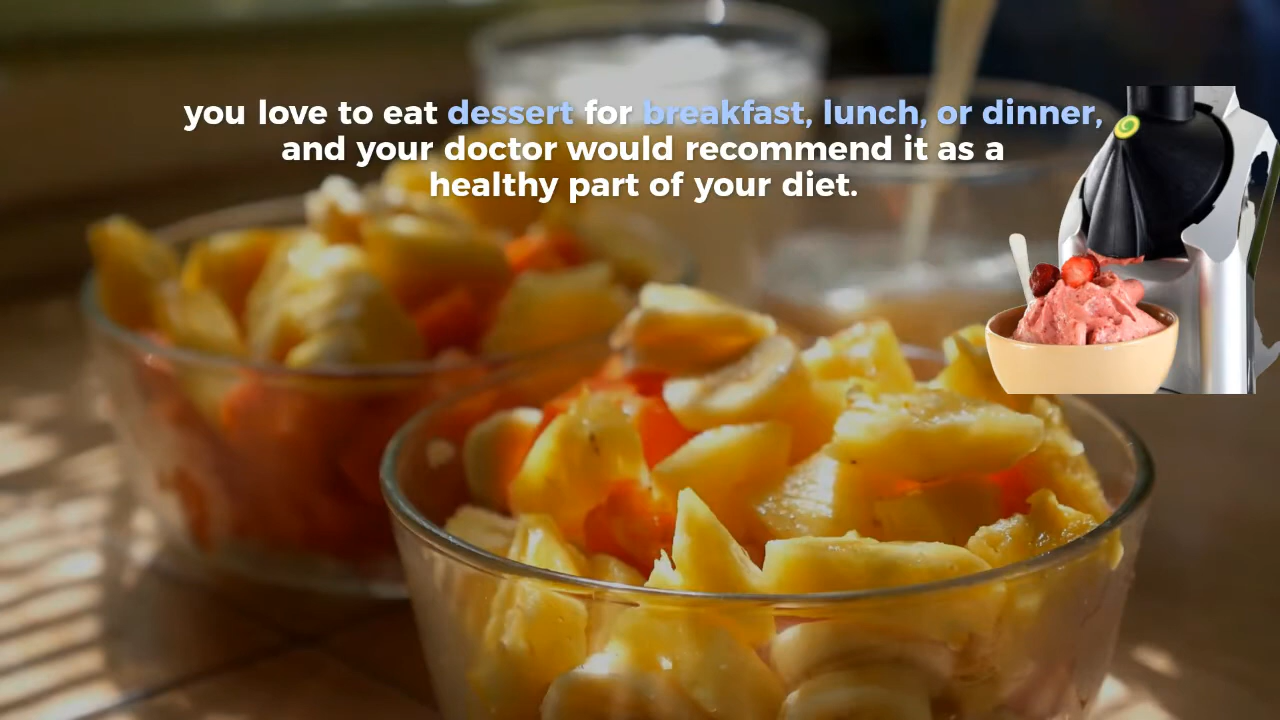 you love to eat dessert for breakfast, lunch, or dinner,
and your doctor would recommend it as a
healthy part of your diet.